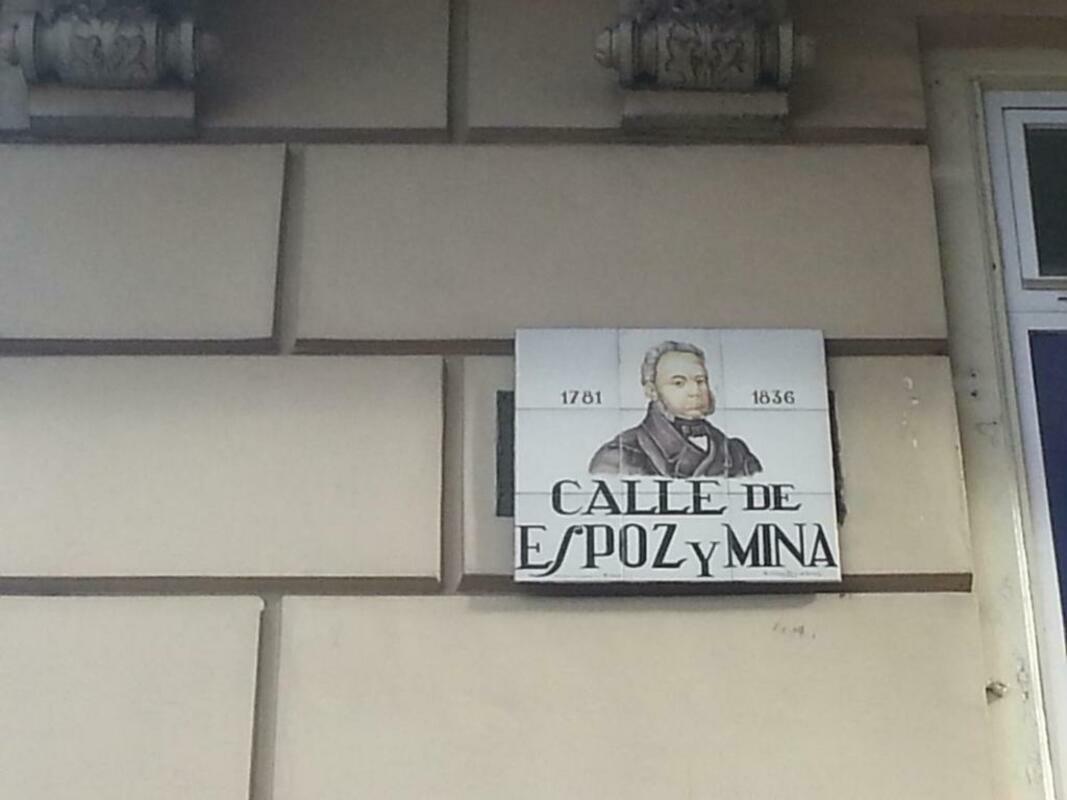 1781 1836
CALLE DE
ESPOZ Y MINA